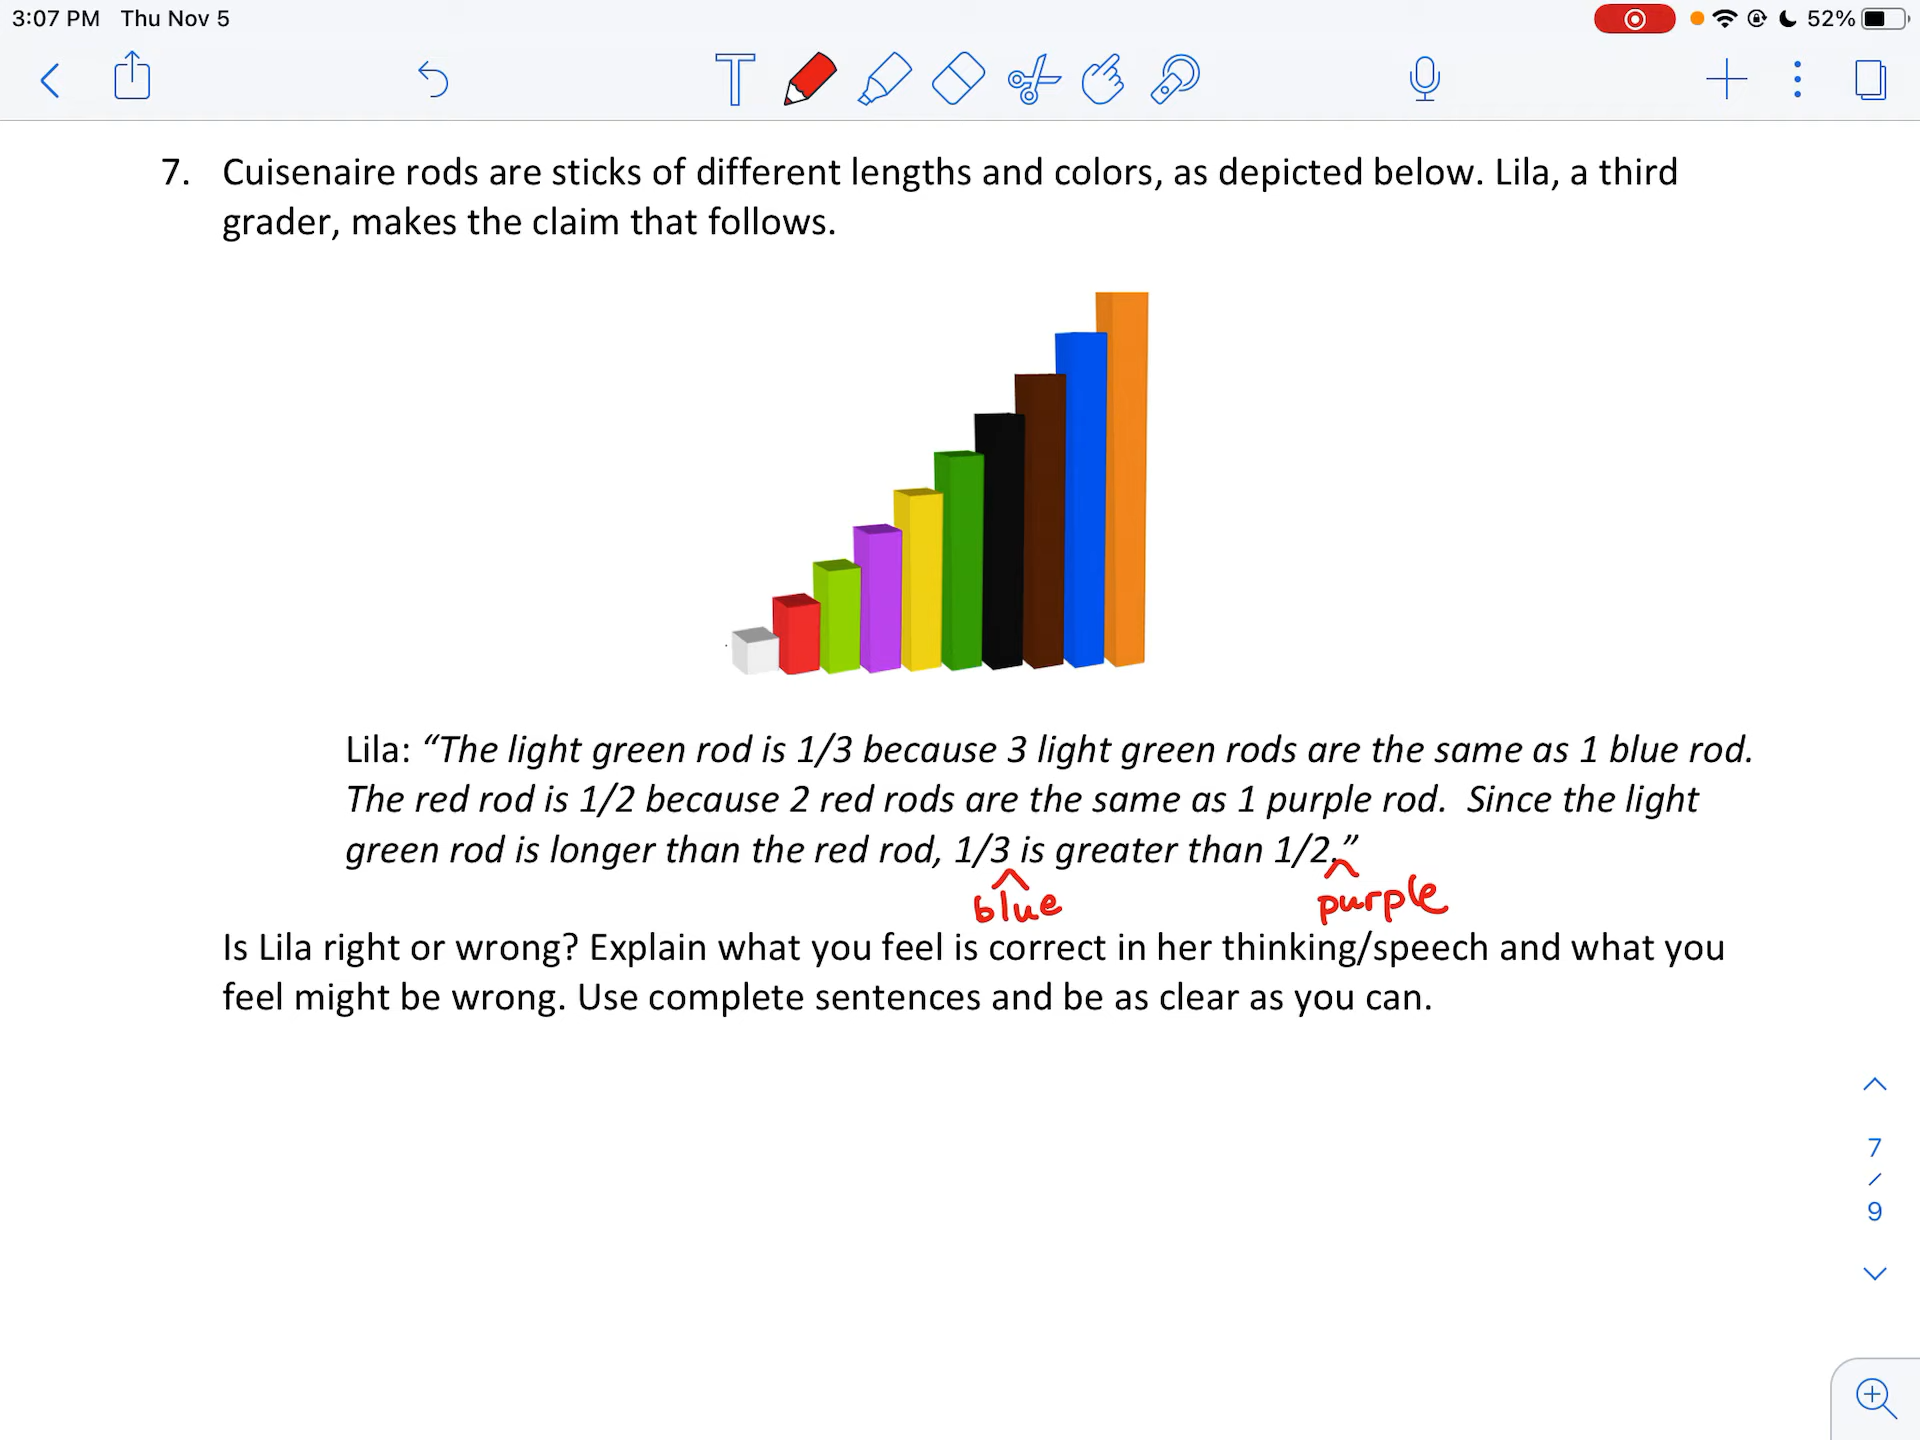 3:07 PM Thu Nov 5
52%
T
7. Cuisenaire rods are sticks of different lengths and colors, as depicted below. Lila, a third
grader, makes the claim that follows.
Lila: “The light green rod is 1/3 because 3 light green rods are the same as 1 blue rod.
The red rod is 1/2 because 2 red rods are the same as 1 purple rod. Since the light
green rod is longer than the red rod, 1/3 is greater than 1/2.”
blue purple
Is Lila right or wrong? Explain what you feel is correct in her thinking/speech and what you
feel might be wrong. Use complete sentences and be as clear as you can.
7
/
9